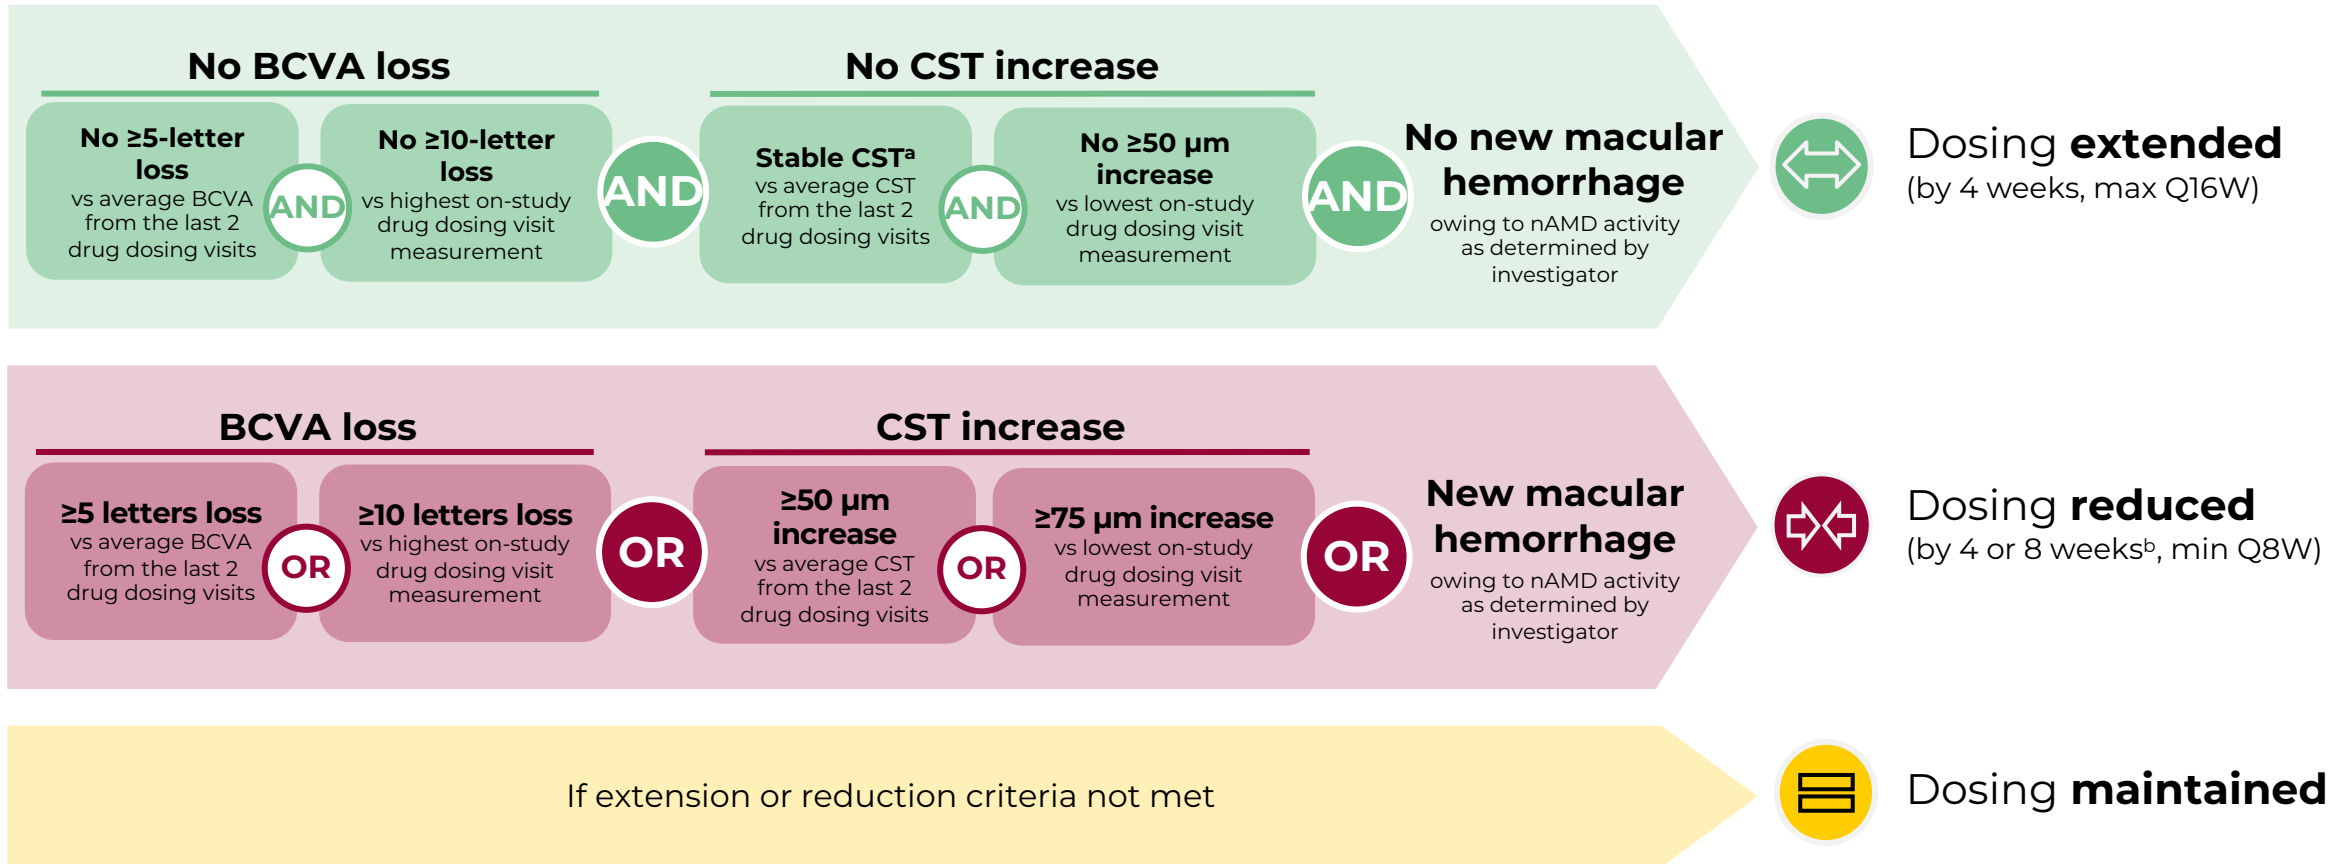 No BCVA loss
No ≥5-letter
loss
vs average BCVA
from the last 2
drug dosing visits
AND
No ≥10-letter
loss
vs highest on-study
drug dosing visit
measurement
AND
No CST increase
Stable CSTᵃ
vs average CST
from the last 2
drug dosing visits
AND
No ≥50 µm
increase
vs lowest on-study
drug dosing visit
measurement
AND
No new macular
hemorrhage
owing to nAMD activity
as determined by
investigator
Dosing extended
(by 4 weeks, max Q16W)
BCVA loss
≥5 letters loss
vs average BCVA
from the last 2
drug dosing visits
OR
≥10 letters loss
vs highest on-study
drug dosing visit
measurement
OR
CST increase
≥50 µm
increase
vs average CST
from the last 2
drug dosing visits
OR
≥75 µm increase
vs lowest on-study
drug dosing visit
measurement
OR
New macular
hemorrhage
owing to nAMD activity
as determined by
investigator
Dosing reduced
(by 4 or 8 weeksᵇ, min Q8W)
If extension or reduction criteria not met
Dosing maintained